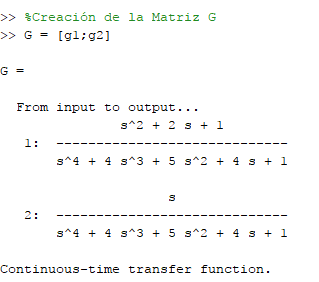 >> %Creación de la Matriz G
>> G = [g1;g2]
G =
From input to output...
s^2 + 2 s + 1
1: ------------------------------
s^4 + 4 s^3 + 5 s^2 + 4 s + 1
s
2: ------------------------------
s^4 + 4 s^3 + 5 s^2 + 4 s + 1
Continuous-time transfer function.